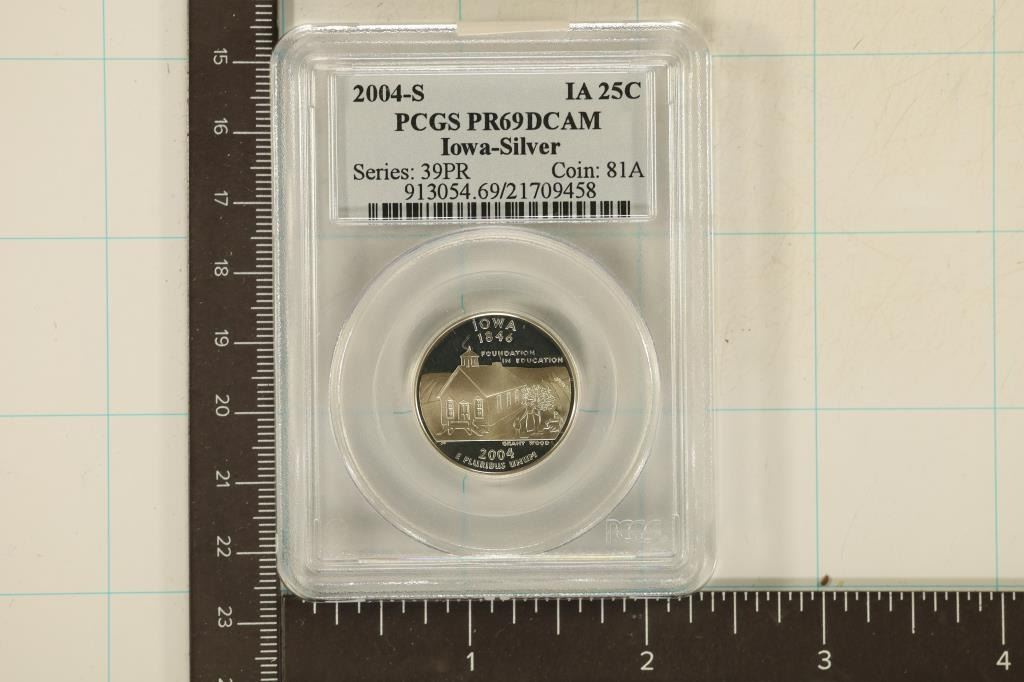 2004-S IA 25C
PCGS PR69DCAM
Iowa-Silver
Series: 39PR Coin: 81A
913054.69/21709458
IOWA
1846
FOUNDATION
IN EDUCATION
GRANT WOOD
2004
E PLURIBUS UNUM
PCGS
15
16
17
18
19
20
21
22
23
1 2 3 4